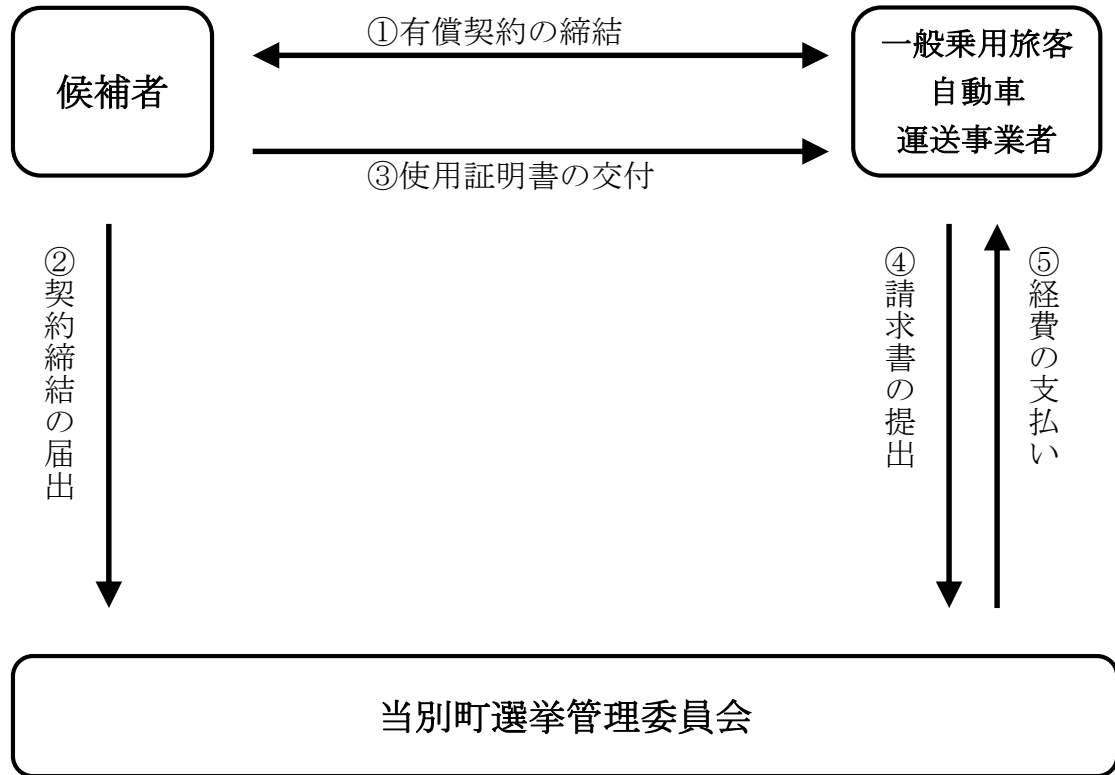 ①有償契約の締結
候補者
一般乗用旅客
自動車
運送事業者
③使用証明書の交付
②契約締結の届出
④請求書の提出
⑤経費の支払い
当別町選挙管理委員会